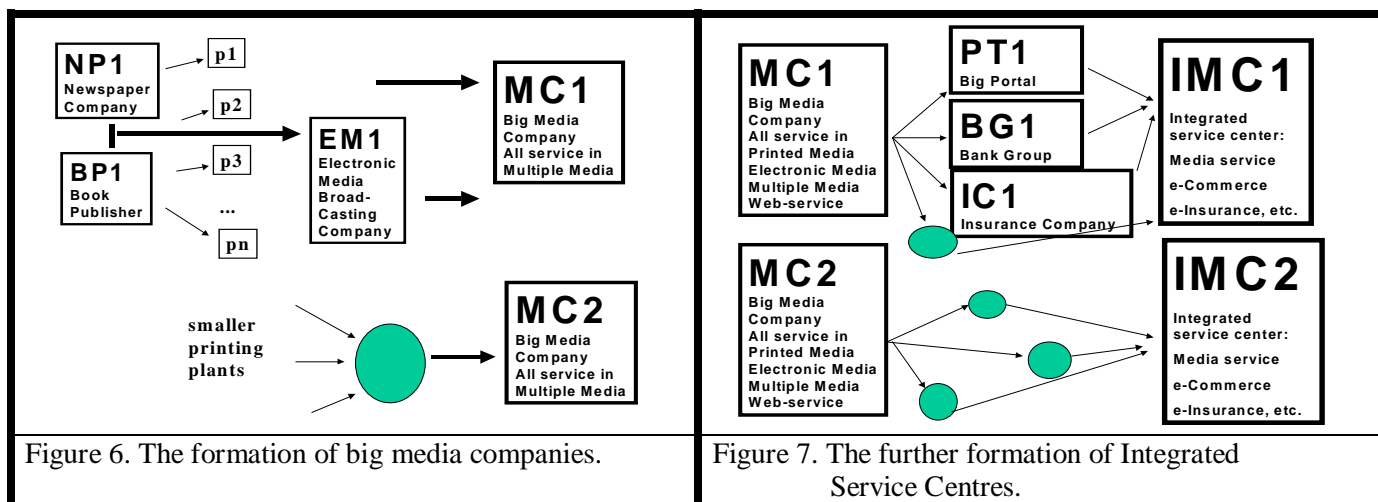 NP1
Newspaper
Company
BP1
Book
Publisher
p1
p2
p3
...
pn
EM1
Electronic
Media
Broad-
Casting
Company
MC1
Big Media
Company
All service in
Multiple Media
smaller
printing
plants
MC2
Big Media
Company
All service in
Multiple Media
Figure 6. The formation of big media companies.
MC1
Big Media
Company
All service in
Printed Media
Electronic Media
Multiple Media
Web-service
PT1
Big Portal
BG1
Bank Group
IC1
Insurance Company
IMC1
Integrated
service center:
Media service
e-Commerce
e-Insurance, etc.
MC2
Big Media
Company
All service in
Printed Media
Electronic Media
Multiple Media
Web-service
IMC2
Integrated
service center:
Media service
e-Commerce
e-Insurance, etc.
Figure 7. The further formation of Integrated
Service Centres.